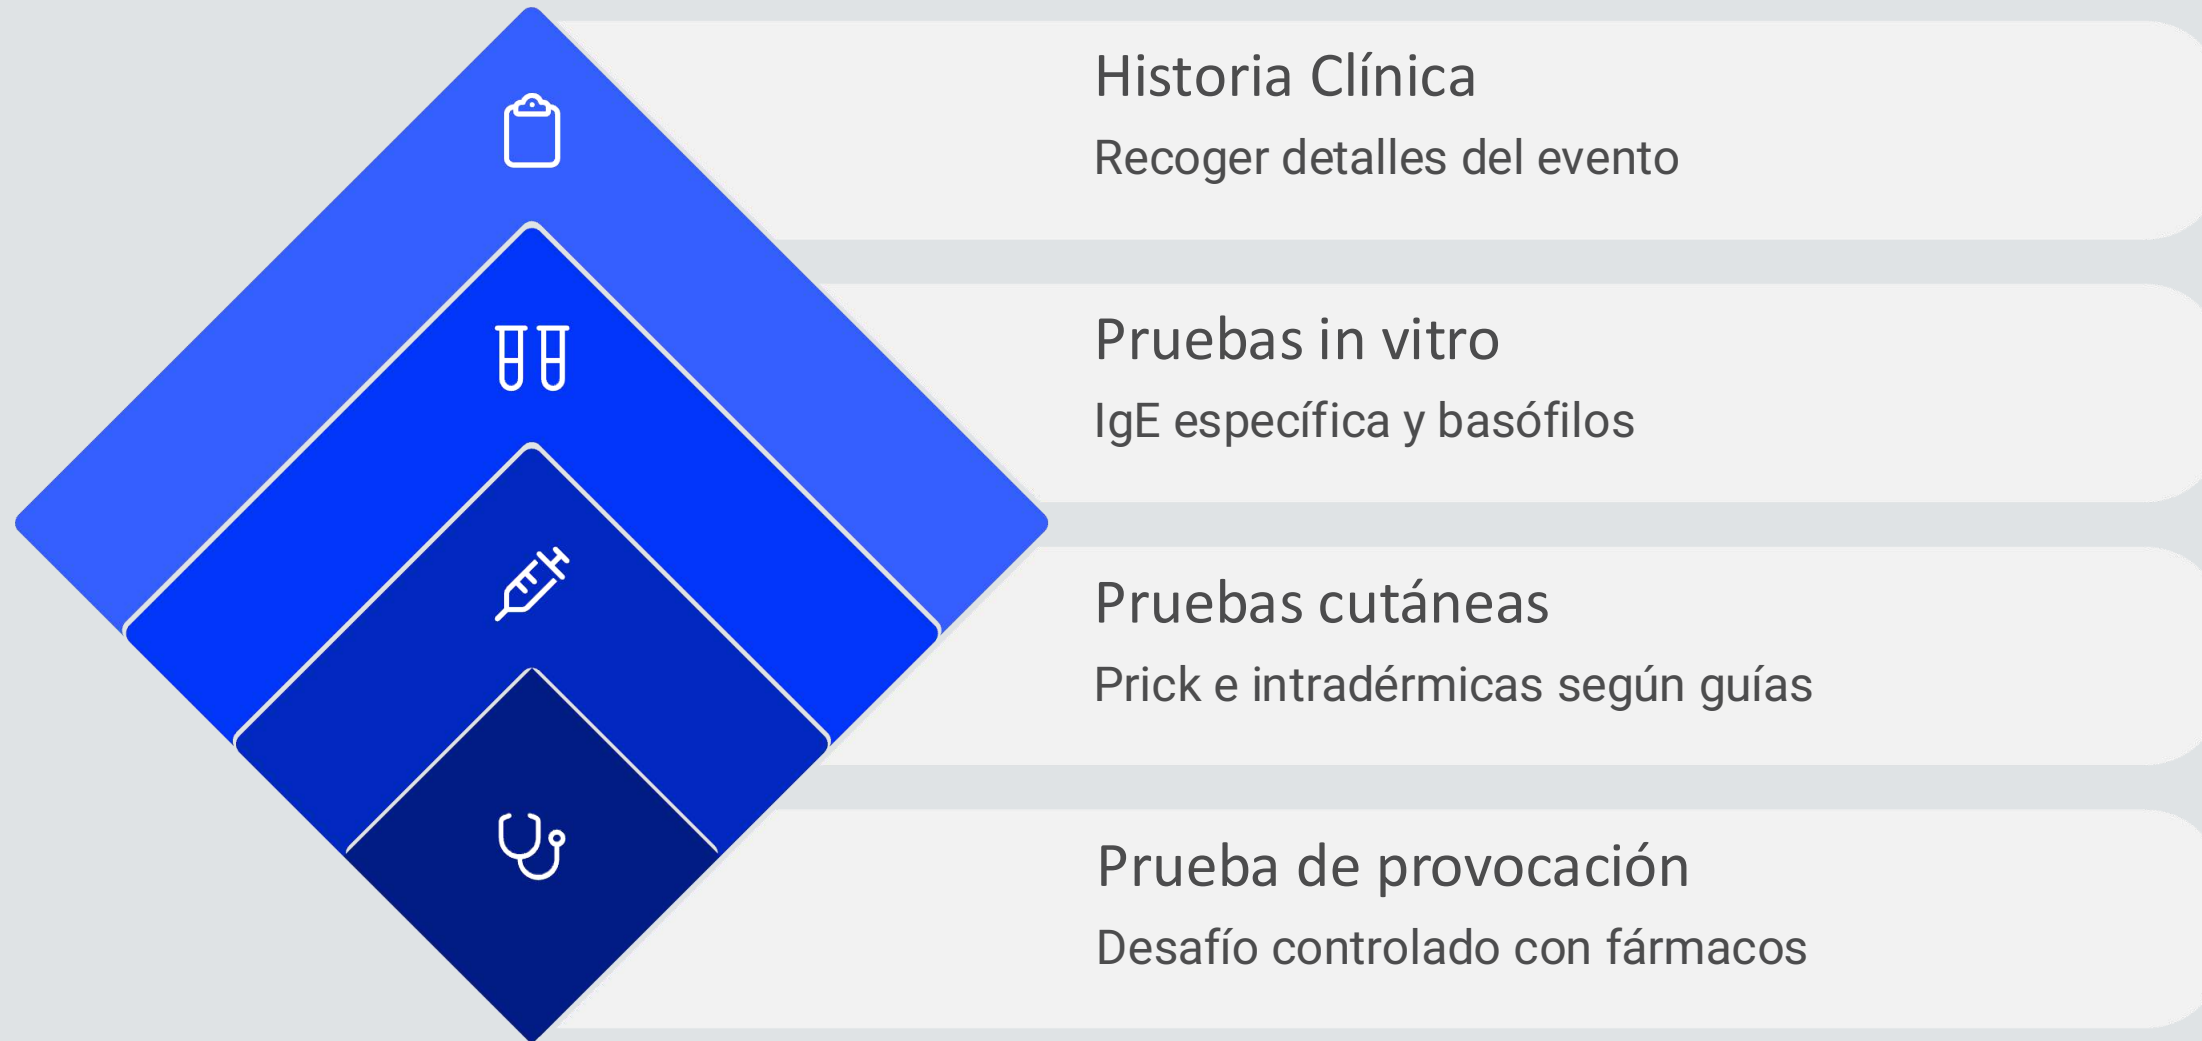 Historia Clínica
Recoger detalles del evento
Pruebas in vitro
IgE específica y basófilos
Pruebas cutáneas
Prick e intradérmicas según guías
Prueba de provocación
Desafío controlado con fármacos